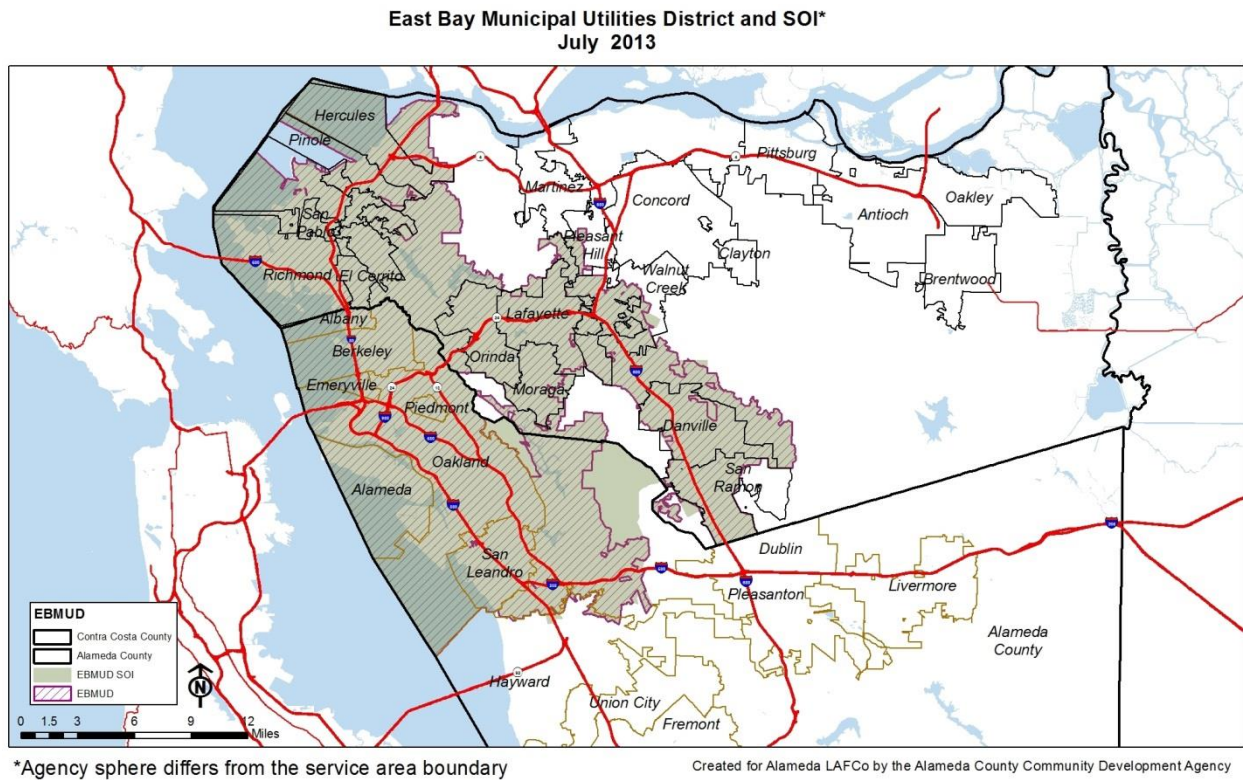 East Bay Municipal Utilities District and SOI*
July 2013
Hercules
Pinole
Martinez
Pittsburg
Concord
Antioch
Oakley
San
Pablo
Pleasant
Hill
Walnut
Creek
Clayton
Brentwood
Richmond
El Cerrito
Albany
Lafayette
Berkeley
Orinda
Emeryville
Moraga
Piedmont
Danville
Oakland
San
Ramon
Alameda
San
Leandro
Dublin
Pleasanton
Livermore
Alameda
County
Hayward
Union City
Fremont
EBMUD
Contra Costa County
Alameda County
EBMUD SOI
EBMUD
N
0 1.5 3 6 9 12
Miles
*Agency sphere differs from the service area boundary
Created for Alameda LAFCo by the Alameda County Community Development Agency